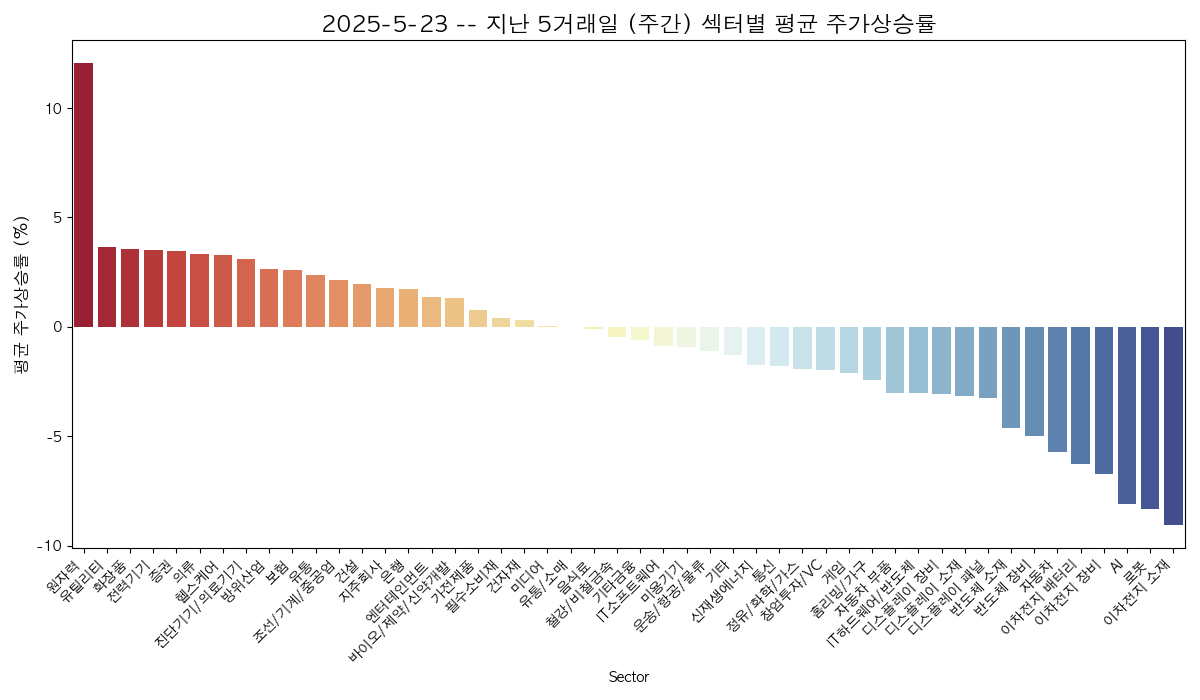 2025-5-23 -- 지난 5거래일 (주간) 섹터별 평균 주가상승률
평균 주가상승률 (%)
10
5
0
-5
-10
원자력
유틸리티
화장품
전력기기
증권
의류
헬스케어
진단기기/의료기기
방위산업
보험
유통
조선/기계/중공업
건설
지주회사
은행
엔터테인먼트
바이오/제약/신약개발
가전제품
필수소비재
건자재
미디어
유통/소매
음식료
철강/비철금속
기타금융
IT소프트웨어
미용기기
운송/항공/물류
기타
신재생에너지
통신
정유/화학/가스
창업투자/VC
게임
홈리빙/가구
자동차 부품
IT하드웨어/반도체
디스플레이 장비
디스플레이 소재
디스플레이 패널
반도체 소재
반도체 장비
자동차
이차전지 배터리
이차전지 장비
AI
로봇
이차전지 소재
Sector